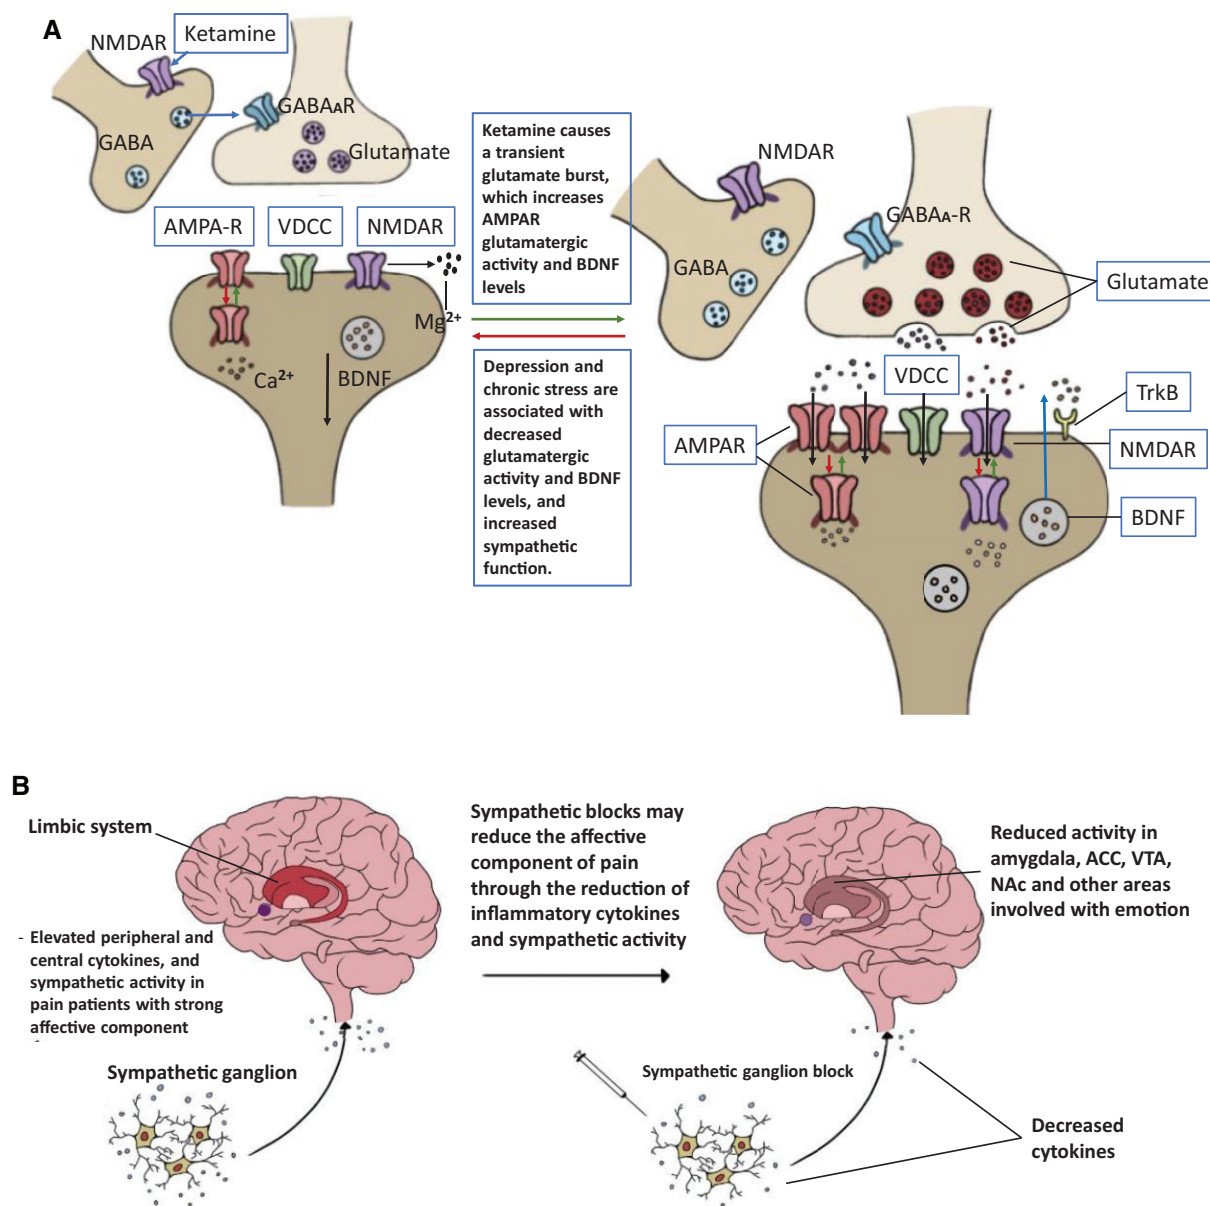 A
NMDAR
Ketamine
GABAAR
GABA
Glutamate
AMPA-R
VDCC
NMDAR
Mg2+
Ca2+
BDNF
Ketamine causes
a transient
glutamate burst,
which increases
AMPAR
glutamatergic
activity and BDNF
levels
Depression and
chronic stress are
associated with
decreased
glutamatergic
activity and BDNF
levels, and
increased
sympathetic
function.
NMDAR
GABAA-R
GABA
Glutamate
VDCC
TrkB
AMPAR
NMDAR
BDNF
B
Limbic system
- Elevated peripheral and
central cytokines, and
sympathetic activity in
pain patients with strong
affective component
Sympathetic ganglion
Sympathetic blocks may
reduce the affective
component of pain
through the reduction of
inflammatory cytokines
and sympathetic activity
Reduced activity in
amygdala, ACC, VTA,
NAc and other areas
involved with emotion
Sympathetic ganglion block
Decreased
cytokines